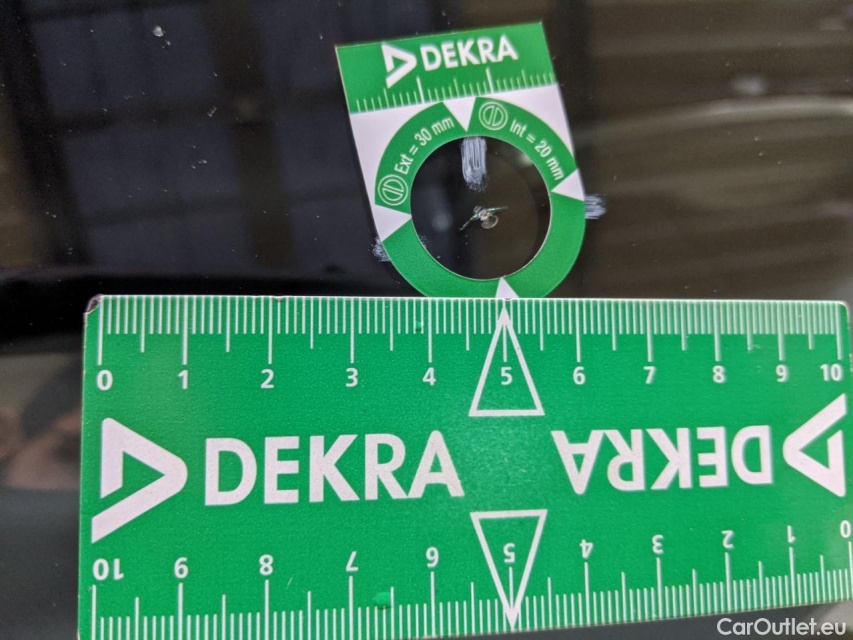 DEKRA
Ext = 30 mm
Int = 20 mm
0 1 2 3 4 5 6 7 8 9 10
DEKRA DEKRA
10 9 8 7 6 5 4 3 2 1 0
CarOutlet.eu